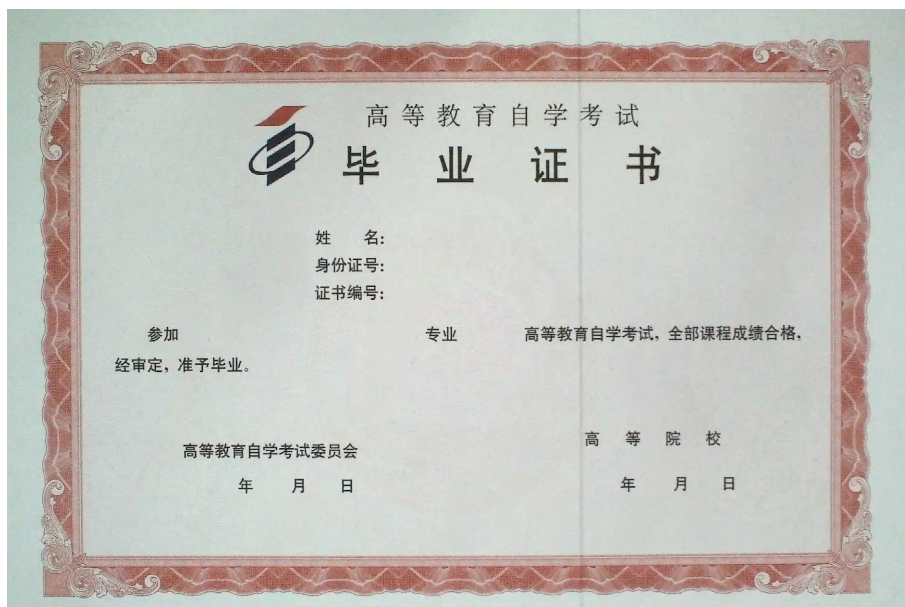 高等教育自学考试
毕业证书
姓 名:
身份证号:
证书编号:
参加 专业 高等教育自学考试，全部课程成绩合格，
经审定，准予毕业。
高等教育自学考试委员会 高等院校
年 月 日 年 月 日